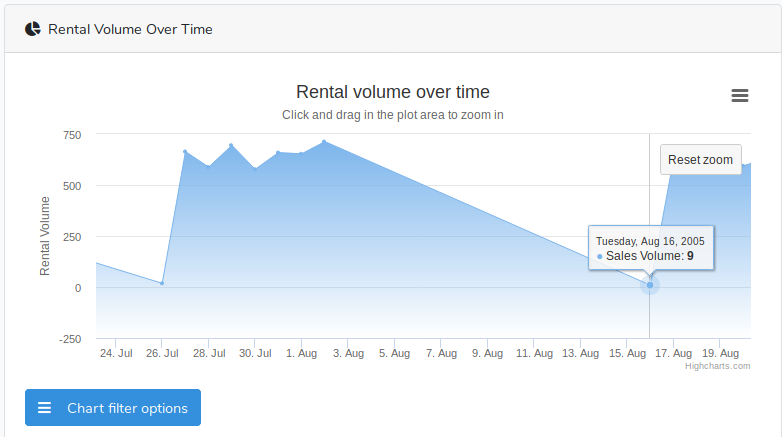 Rental Volume Over Time
Rental volume over time
Click and drag in the plot area to zoom in
Reset zoom
Rental Volume
750
500
250
0
-250
Tuesday, Aug 16, 2005
Sales Volume: 9
24. Jul 26. Jul 28. Jul 30. Jul 1. Aug 3. Aug 5. Aug 7. Aug 9. Aug 11. Aug 13. Aug 15. Aug 17. Aug 19. Aug
Highcharts.com
Chart filter options